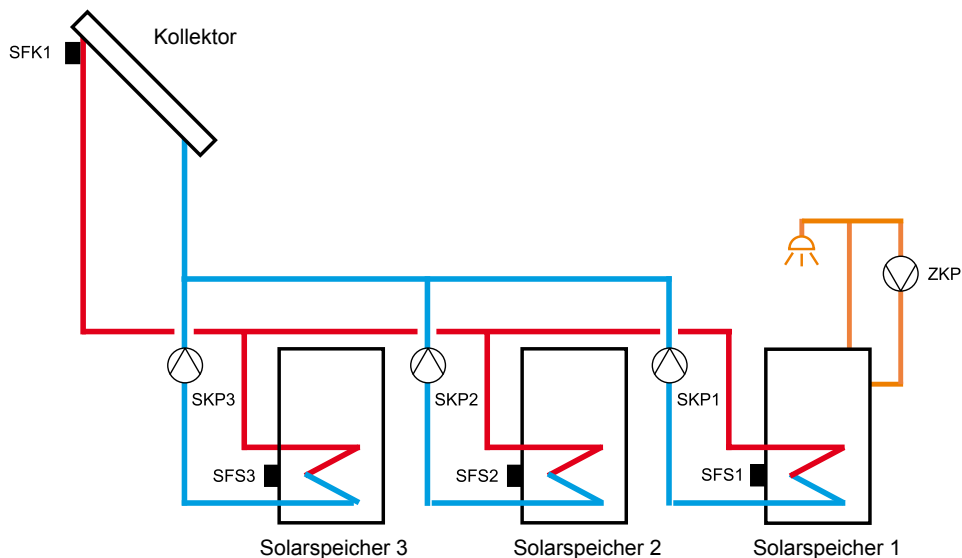 Kollektor
SFK1
ZKP
SKP3
SKP2
SKP1
SFS3
SFS2
SFS1
Solarspeicher 3
Solarspeicher 2
Solarspeicher 1